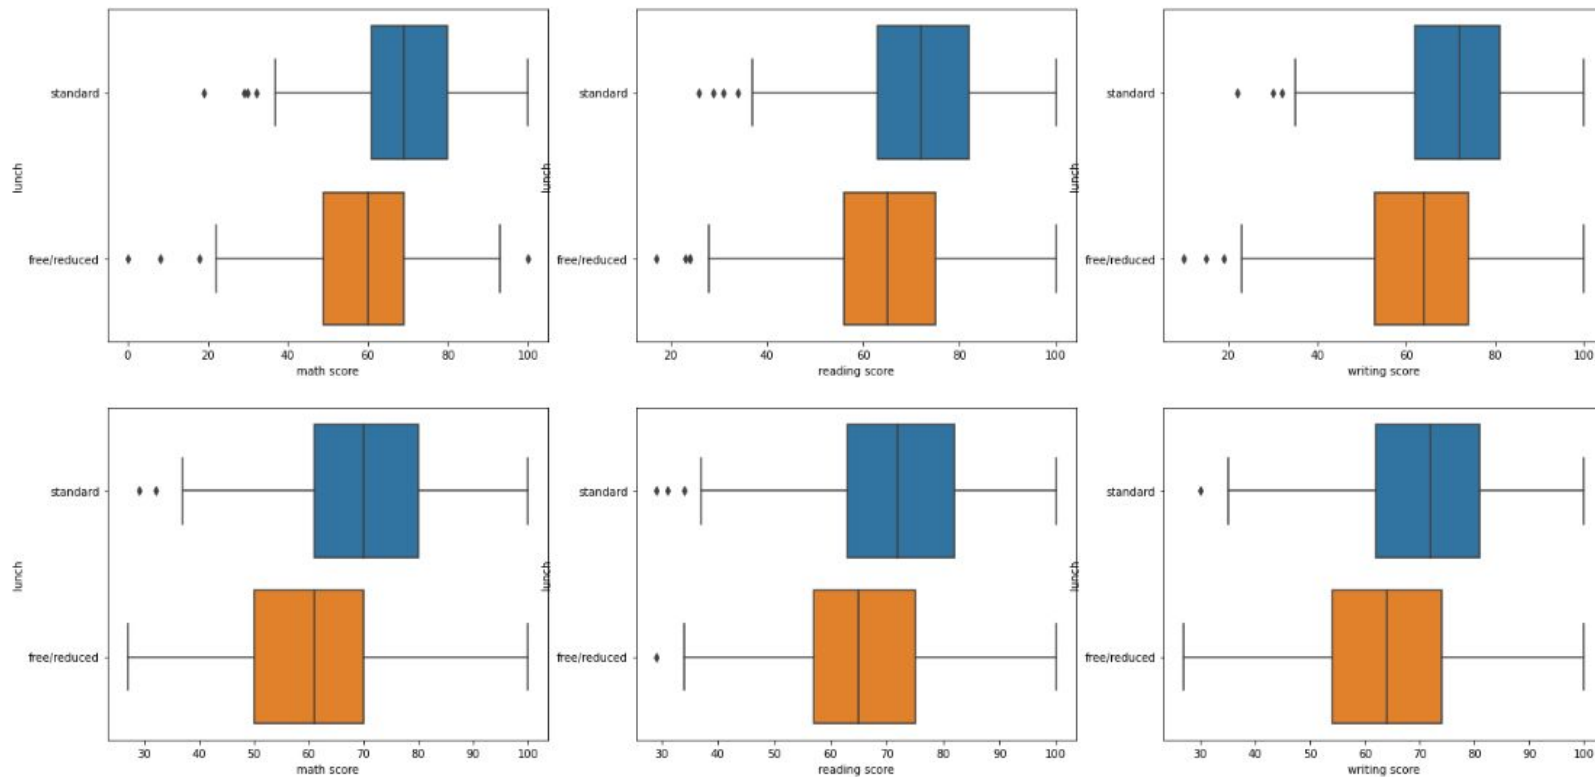 standard
free/reduced
lunch
0 20 40 60 80 100
math score
standard
free/reduced
lunch
20 40 60 80 100
reading score
standard
free/reduced
lunch
20 40 60 80 100
writing score
standard
free/reduced
lunch
30 40 50 60 70 80 90 100
math score
standard
free/reduced
lunch
30 40 50 60 70 80 90 100
reading score
standard
free/reduced
lunch
30 40 50 60 70 80 90 100
writing score